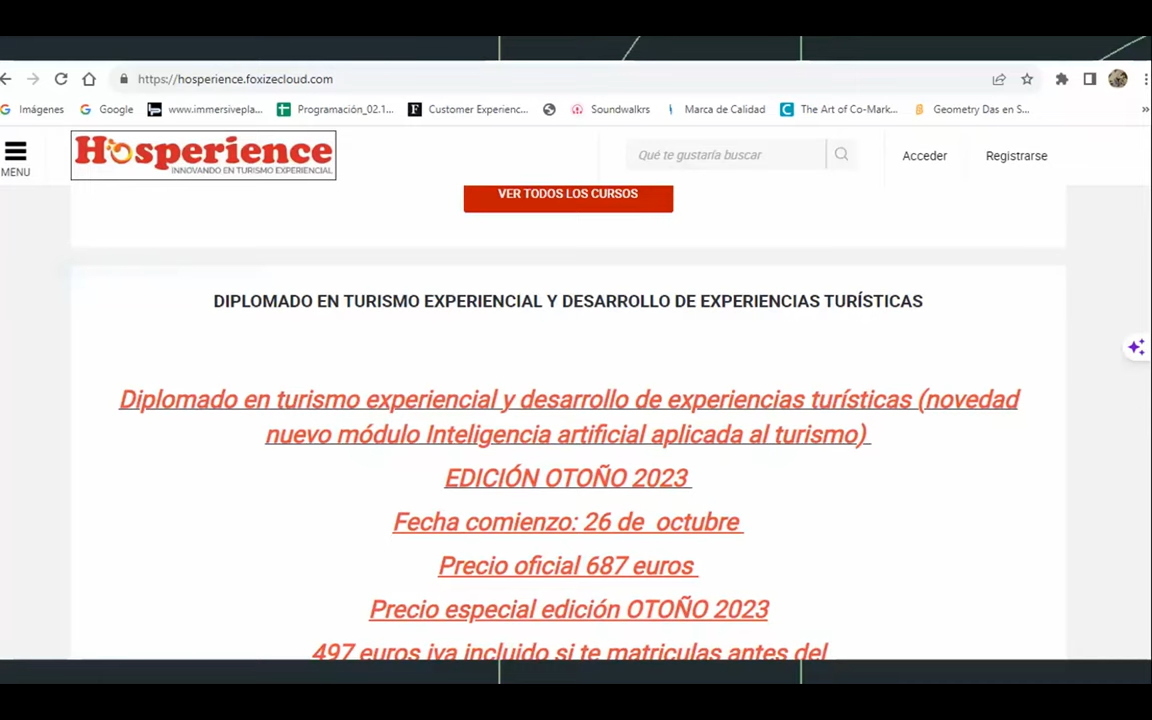 https://hosperience.foxizecloud.com
Imágenes
Google
www.immersivepla...
Programación_02.1...
Customer Experienc...
Soundwalkrs
Marca de Calidad
The Art of Co-Mark...
Geometry Das en S...
»
MENU
Hosperience
INNOVANDO EN TURISMO EXPERIENCIAL
Qué te gustaría buscar
Acceder
Registrarse
VER TODOS LOS CURSOS
DIPLOMADO EN TURISMO EXPERIENCIAL Y DESARROLLO DE EXPERIENCIAS TURÍSTICAS
Diplomado en turismo experiencial y desarrollo de experiencias turísticas (novedad
nuevo módulo Inteligencia artificial aplicada al turismo)
EDICIÓN OTOÑO 2023
Fecha comienzo: 26 de octubre
Precio oficial 687 euros
Precio especial edición OTOÑO 2023
497 euros iva incluido si te matriculas antes del